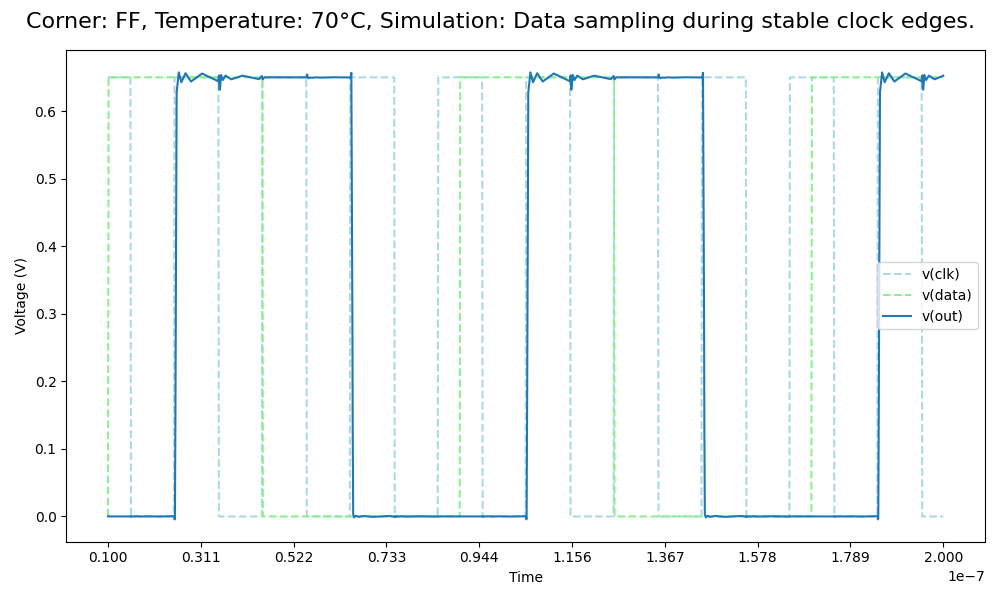 Corner: FF, Temperature: 70°C, Simulation: Data sampling during stable clock edges.
Voltage (V)
0.6
0.5
0.4
0.3
0.2
0.1
0.0
v(clk)
v(data)
v(out)
0.100 0.311 0.522 0.733 0.944 1.156 1.367 1.578 1.789 2.000
Time
1e−7